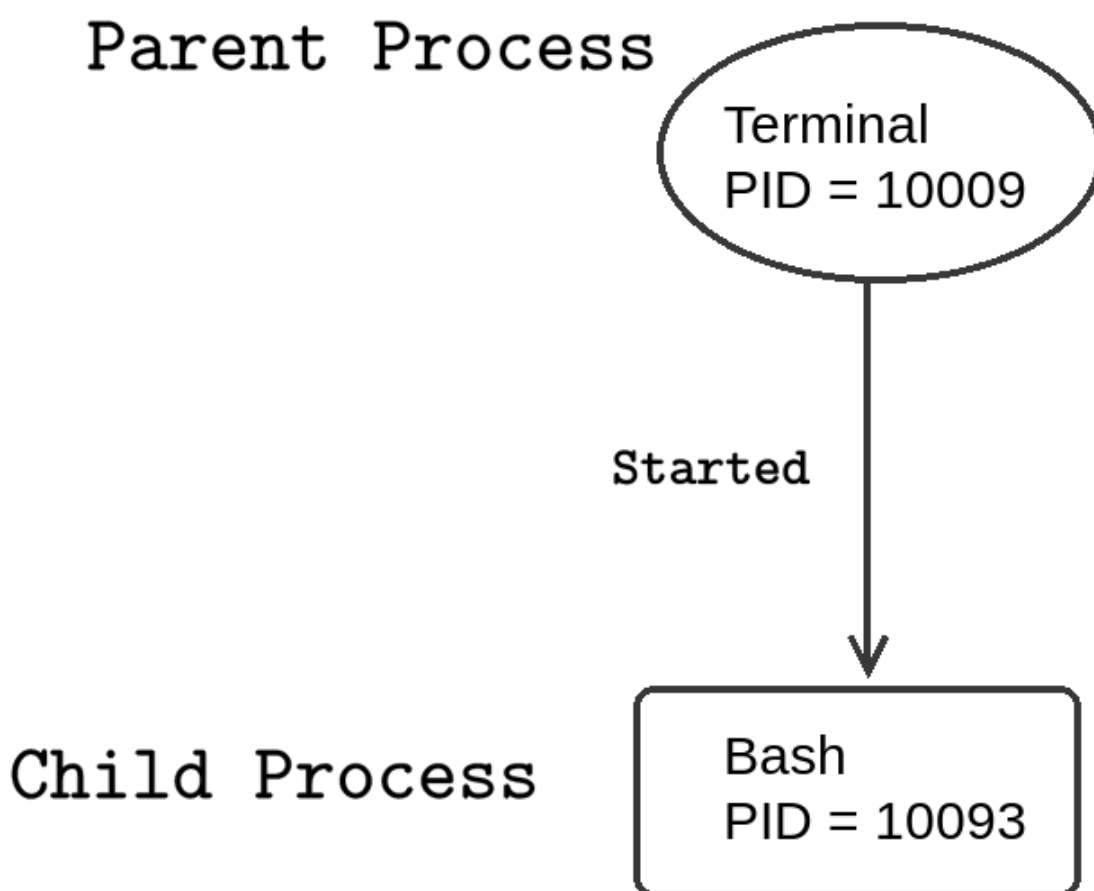 Parent Process
Terminal
PID = 10009
Started
Child Process
Bash
PID = 10093